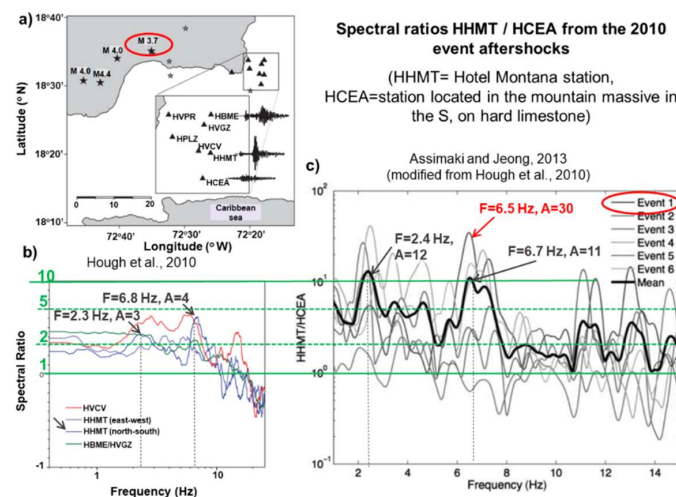 a)
18°40'
18°30'
18°20'
18°10'
Latitude (° N)
M 3.7
M 4.0
M 4.0
M4.4
HVPR
HBME
HVGZ
HPLZ
HVCV
HHMT
HCEA
0
10
20
Caribbean
sea
72°40'
72°30'
72°20'
Longitude (° W)
Spectral ratios HHMT / HCEA from the 2010
event aftershocks
(HHMT= Hotel Montana station,
HCEA=station located in the mountain massive in
the S, on hard limestone)
b)
Hough et al., 2010
10
5
2
1
0
-1
Spectral Ratio
F=6.8 Hz, A=4
F=2.3 Hz, A=3
HVCV
HHMT (east-west)
HHMT (north-south)
HBME/HVGZ
1
10
Frequency (Hz)
c)
Assimaki and Jeong, 2013
(modified from Hough et al., 2010)
10²
10¹
10⁰
10⁻¹
HHMT/HCEA
F=6.5 Hz, A=30
F=2.4 Hz,
A=12
F=6.7 Hz, A=11
Event 1
Event 2
Event 3
Event 4
Event 5
Event 6
Mean
2
4
6
8
10
12
14
Frequency (Hz)